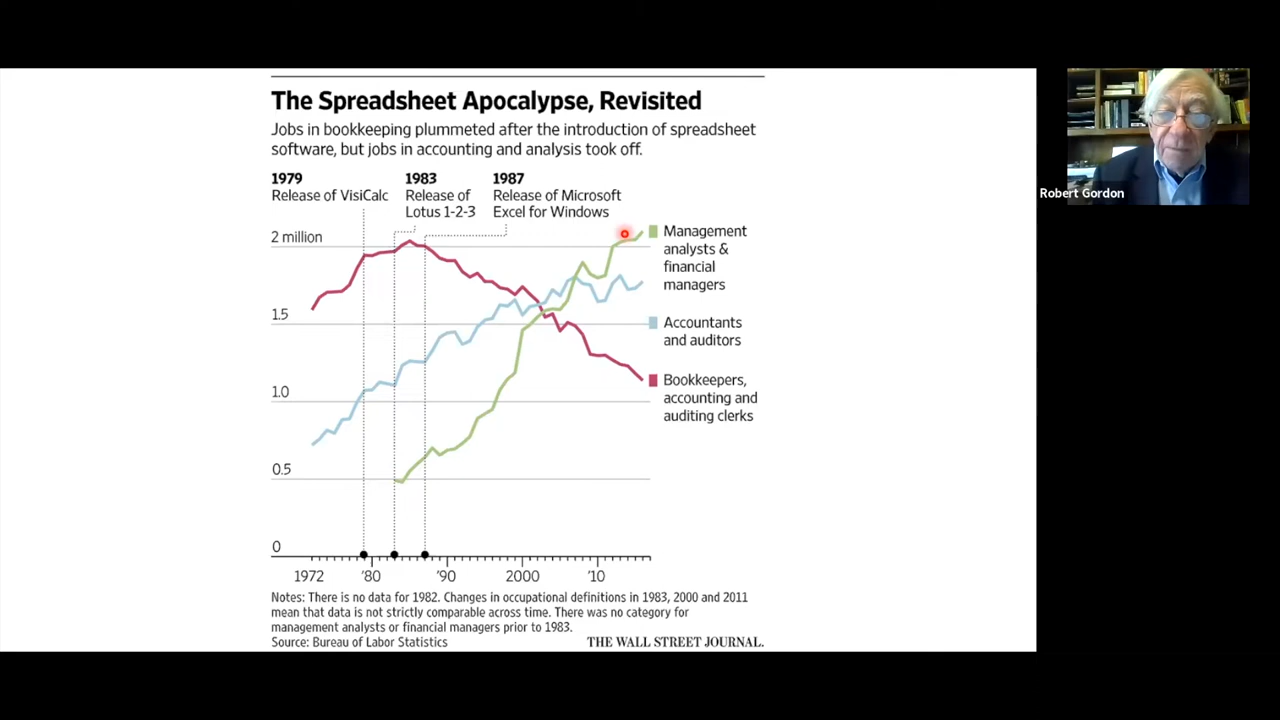 The Spreadsheet Apocalypse, Revisited
Jobs in bookkeeping plummeted after the introduction of spreadsheet
software, but jobs in accounting and analysis took off.
1979
Release of VisiCalc
1983
Release of
Lotus 1-2-3
1987
Release of Microsoft
Excel for Windows
2 million
1.5
1.0
0.5
0
1972 '80 '90 2000 '10
Management
analysts &
financial
managers
Accountants
and auditors
Bookkeepers,
accounting and
auditing clerks
Notes: There is no data for 1982. Changes in occupational definitions in 1983, 2000 and 2011
mean that data is not strictly comparable across time. There was no category for
management analysts or financial managers prior to 1983.
Source: Bureau of Labor Statistics
THE WALL STREET JOURNAL.
Robert Gordon